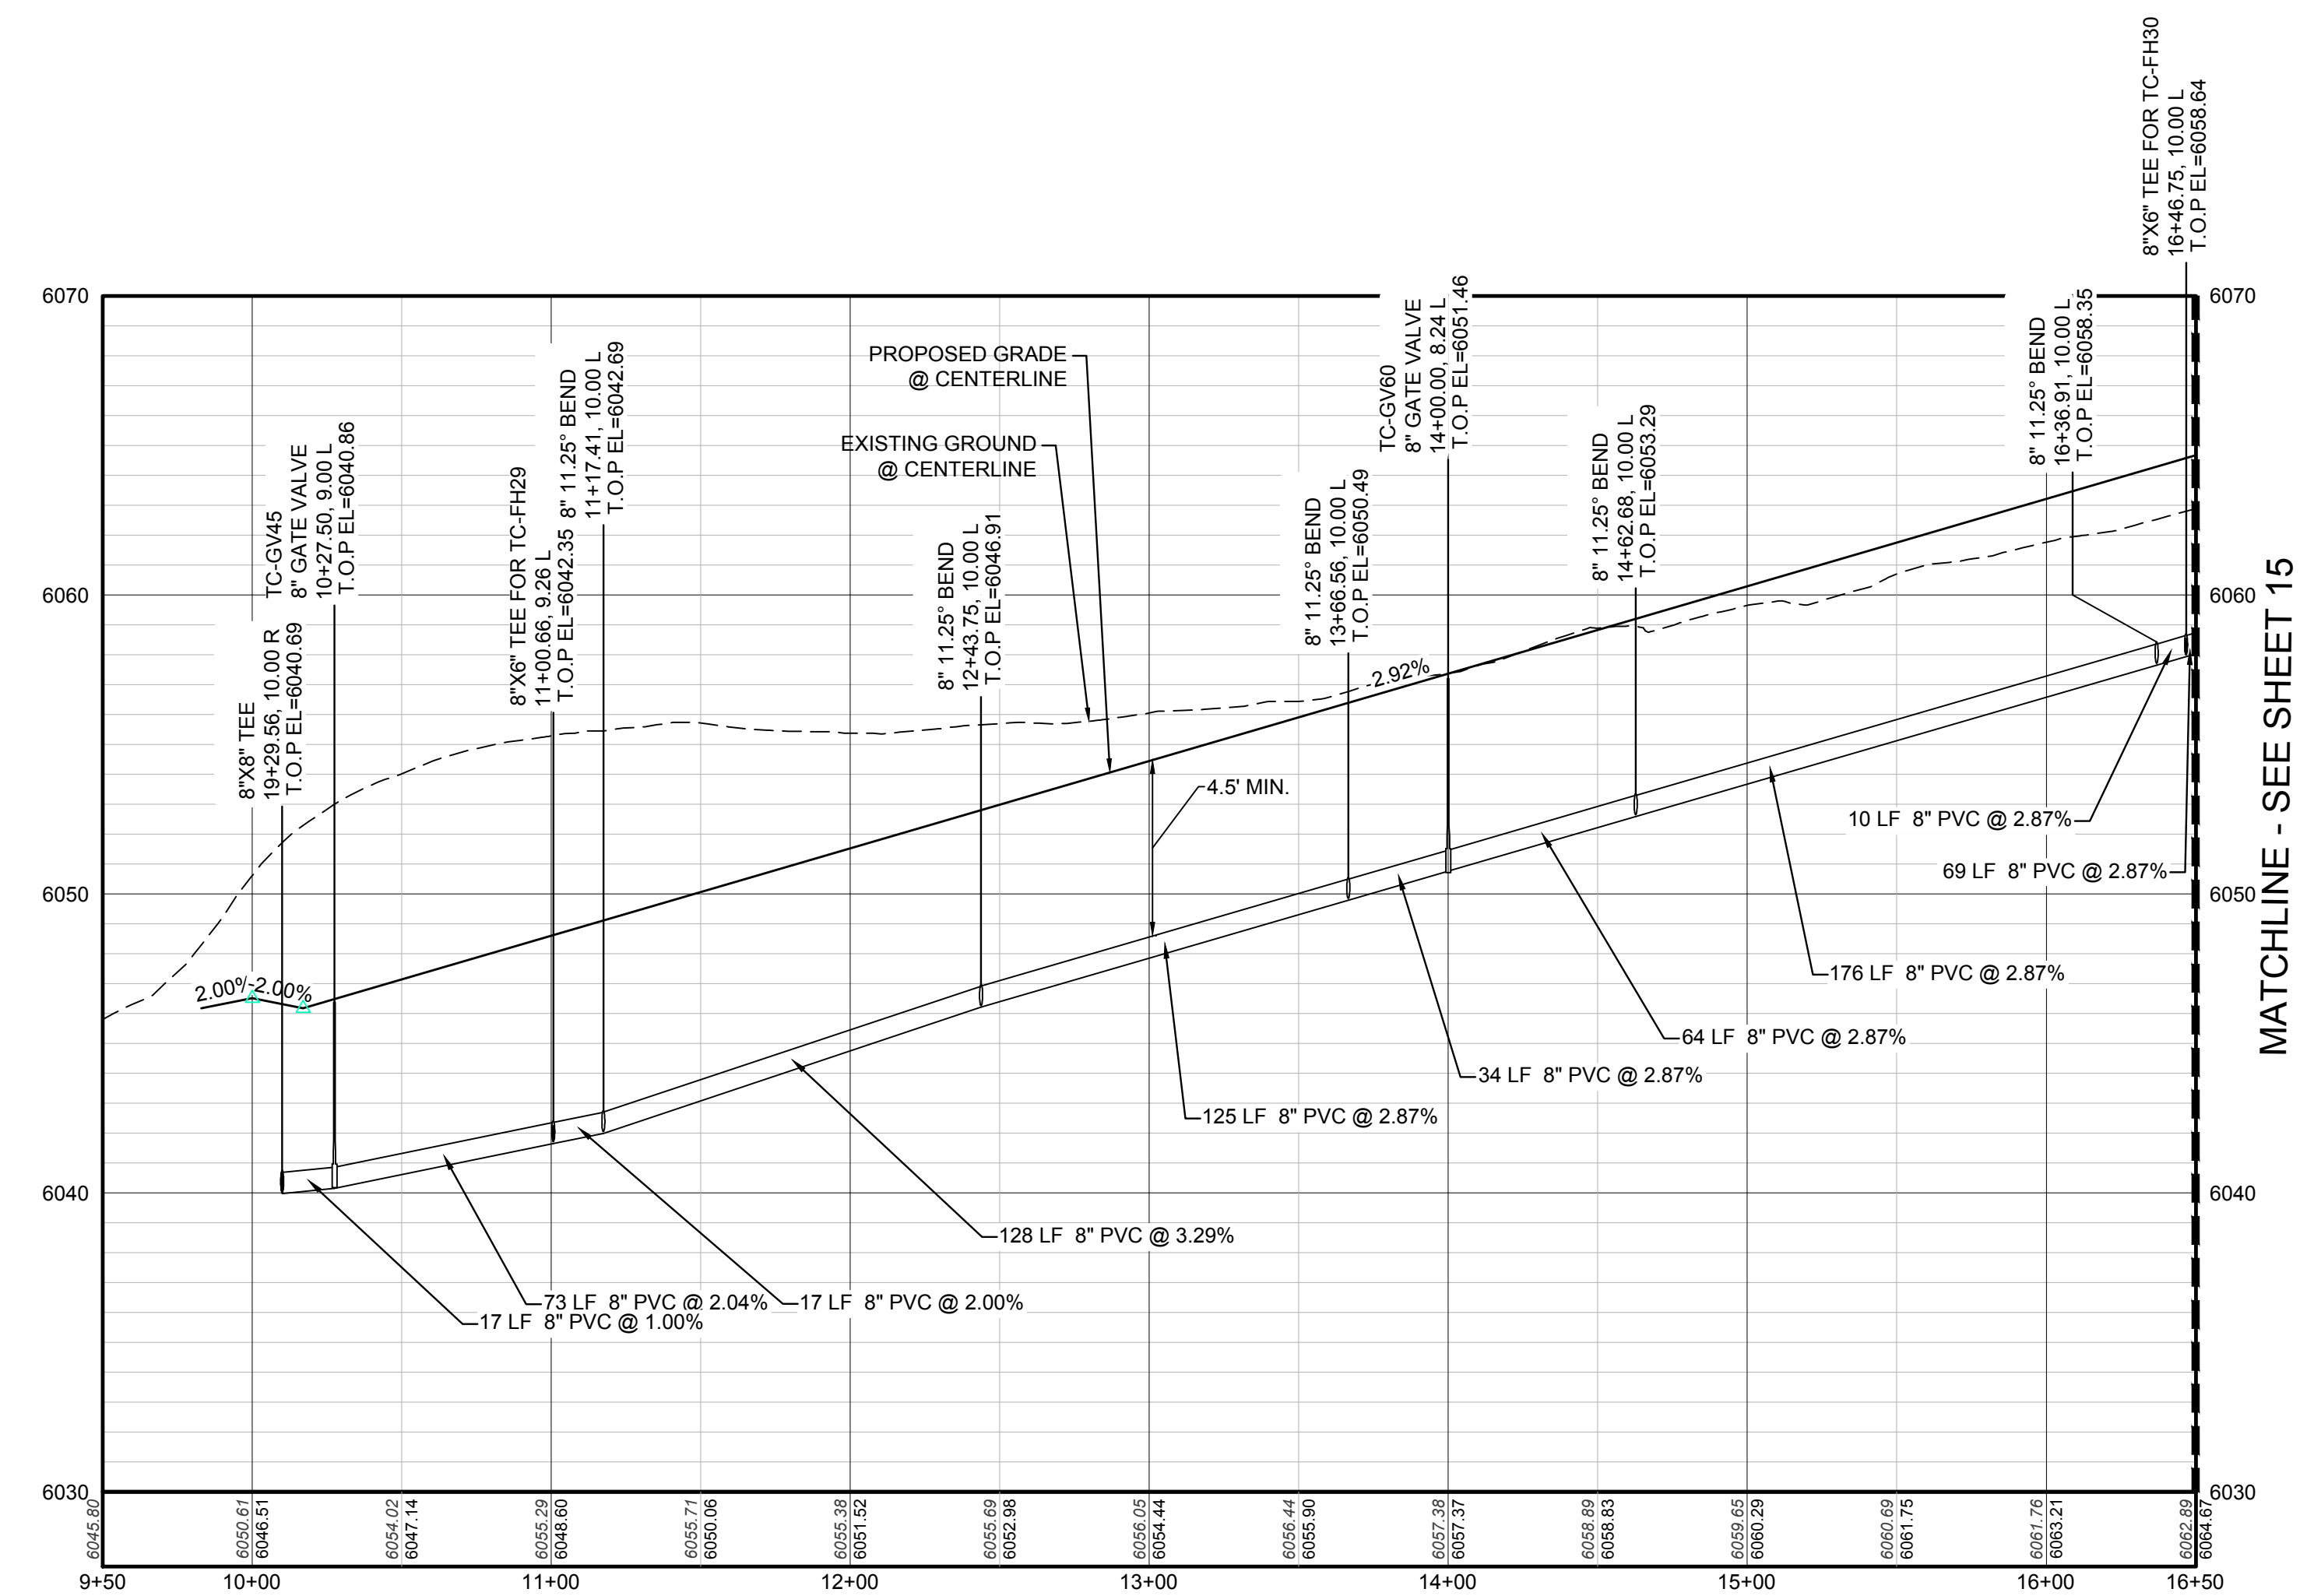 8"X6" TEE FOR TC-FH30
16+46.75, 10.00 L
T.O.P EL=6058.64
6070
6070
8"X8" TEE
19+29.56, 10.00 R
T.O.P EL=6040.69
TC-GV45
8" GATE VALVE
10+27.50, 9.00 L
T.O.P EL=6040.86
8"X6" TEE FOR TC-FH29
11+00.66, 9.26 L
T.O.P EL=6042.35
8" 11.25° BEND
11+17.41, 10.00 L
T.O.P EL=6042.69
PROPOSED GRADE
@ CENTERLINE
EXISTING GROUND
@ CENTERLINE
8" 11.25° BEND
12+43.75, 10.00 L
T.O.P EL=6046.91
8" 11.25° BEND
13+66.56, 10.00 L
T.O.P EL=6050.49
TC-GV60
8" GATE VALVE
14+00.00, 8.24 L
T.O.P EL=6051.46
8" 11.25° BEND
14+62.68, 10.00 L
T.O.P EL=6053.29
8" 11.25° BEND
16+36.91, 10.00 L
T.O.P EL=6058.35
6060
6060
2.92%
4.5' MIN.
10 LF 8" PVC @ 2.87%
69 LF 8" PVC @ 2.87%
6050
6050
MATCHLINE - SEE SHEET 15
2.00%
-2.00%
176 LF 8" PVC @ 2.87%
64 LF 8" PVC @ 2.87%
34 LF 8" PVC @ 2.87%
125 LF 8" PVC @ 2.87%
6040
6040
128 LF 8" PVC @ 3.29%
73 LF 8" PVC @ 2.04%
17 LF 8" PVC @ 2.00%
17 LF 8" PVC @ 1.00%
6030
6030
6045.80
6050.61
6046.51
6054.02
6047.14
6055.29
6048.60
6055.71
6050.06
6055.38
6051.52
6055.69
6052.98
6056.05
6054.44
6056.44
6055.90
6057.38
6057.37
6058.89
6058.83
6059.65
6060.29
6060.69
6061.75
6061.76
6063.21
6062.89
6064.67
9+50
10+00
11+00
12+00
13+00
14+00
15+00
16+00
16+50